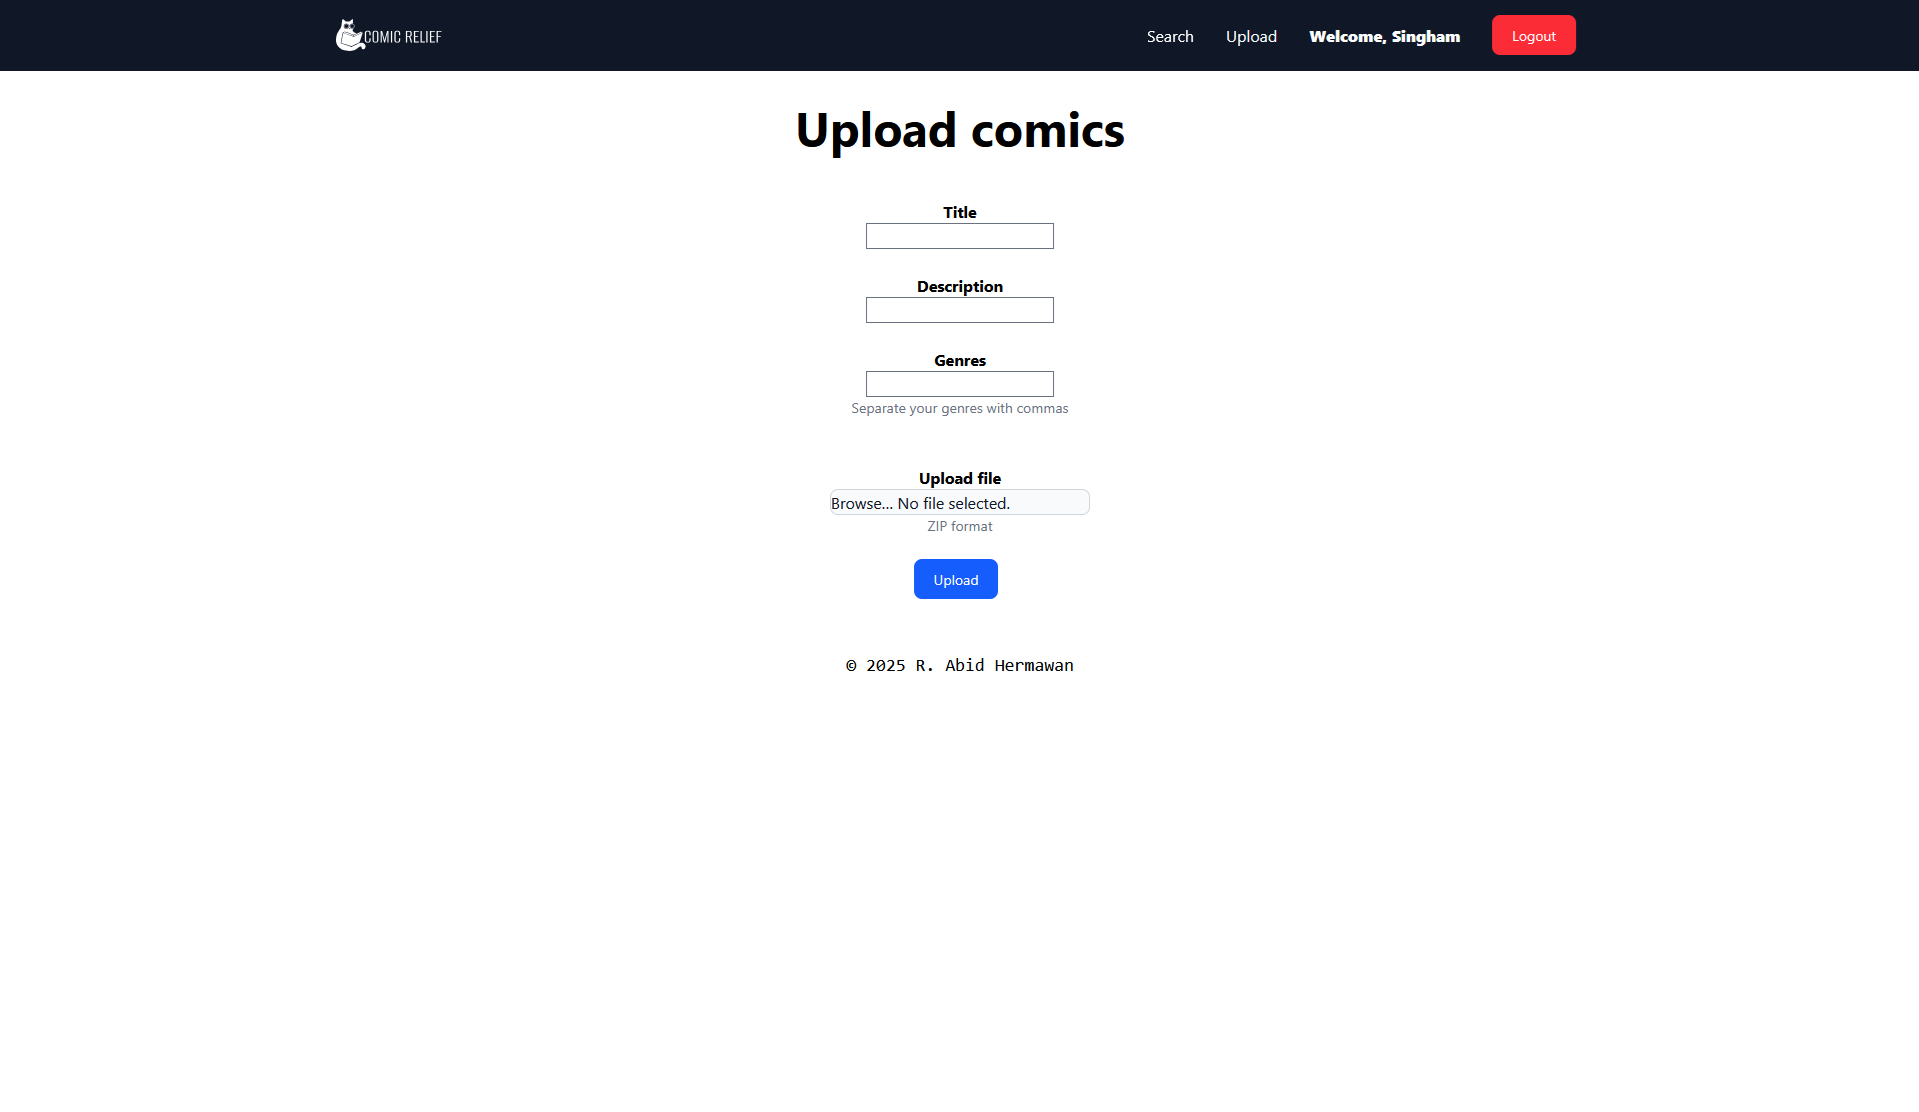 COMIC RELIEF
Search Upload Welcome, Singham Logout
Upload comics
Title
Description
Genres
Separate your genres with commas
Upload file
Browse... No file selected.
ZIP format
Upload
© 2025 R. Abid Hermawan